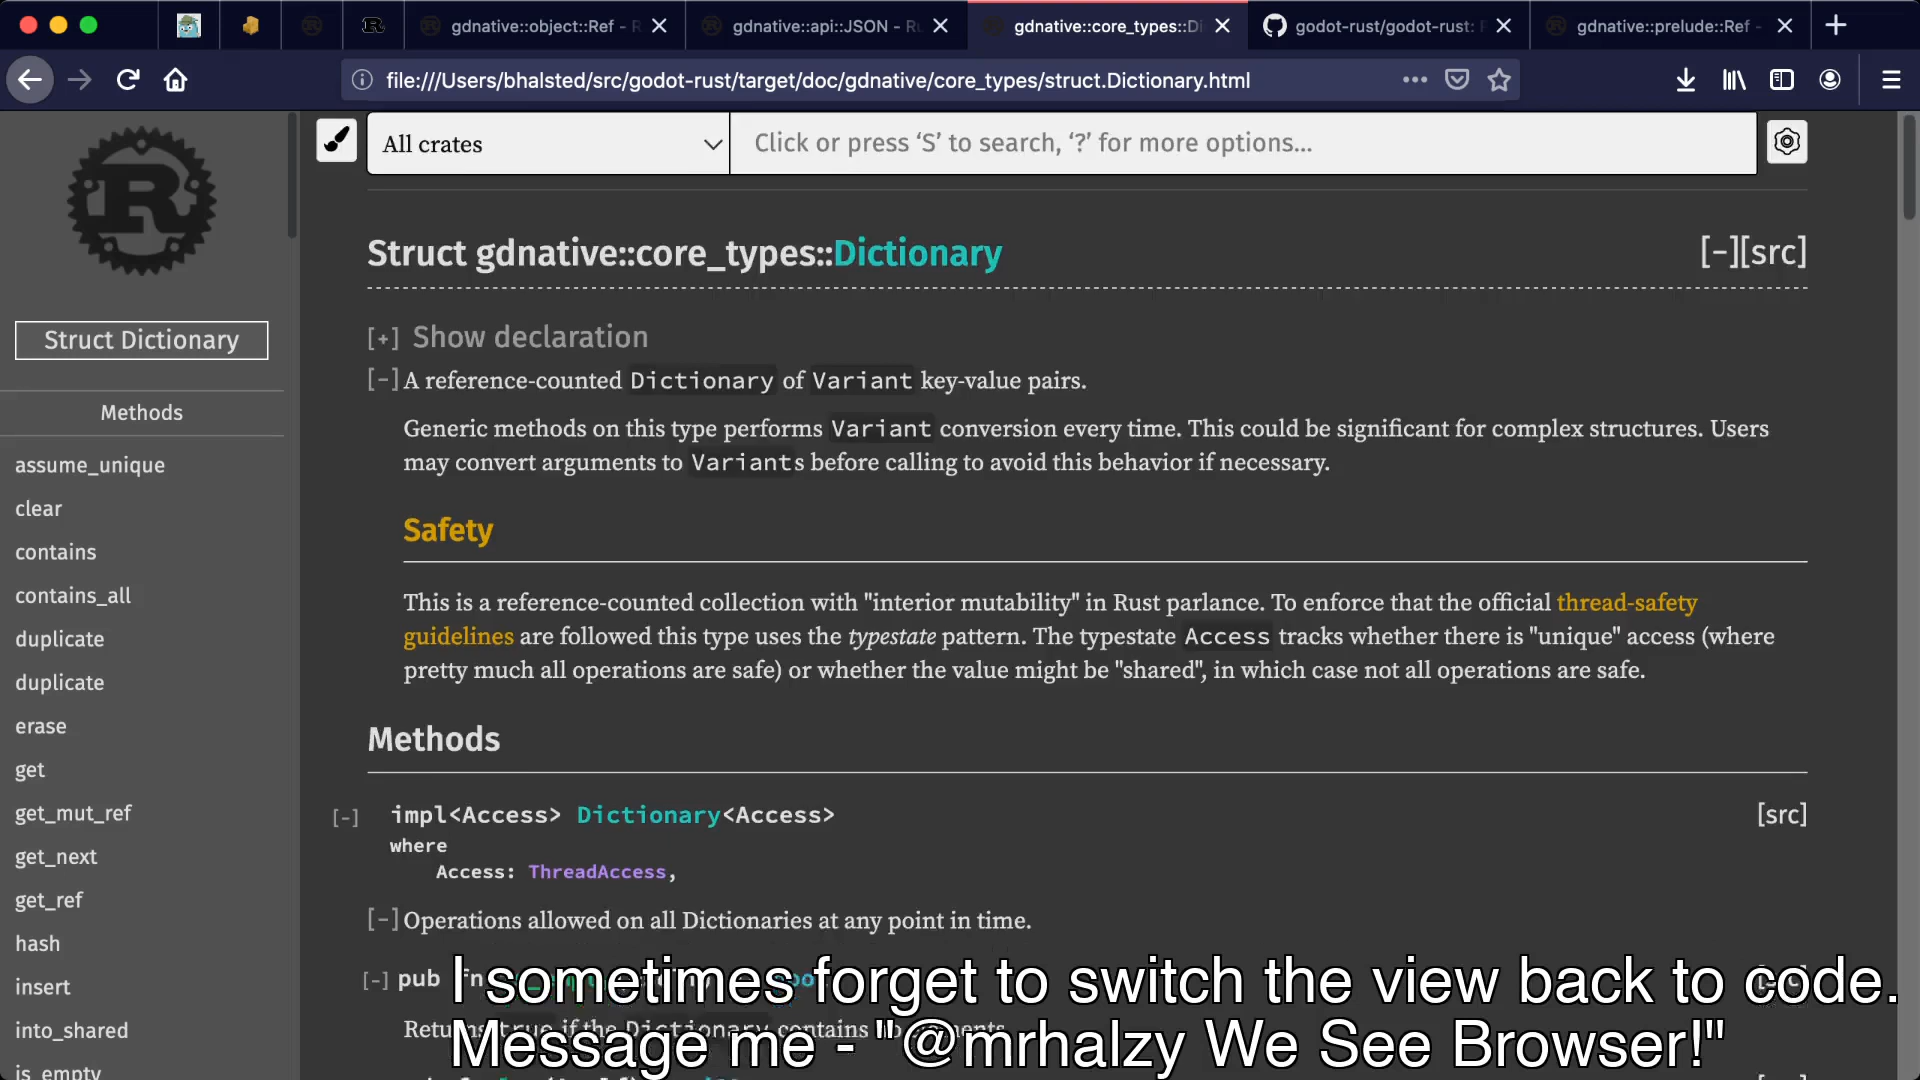 gdnative::object::Ref - R
gdnative::api::JSON - Ru
gdnative::core_types::Di
godot-rust/godot-rust: R
gdnative::prelude::Ref -
file:///Users/bhalsted/src/godot-rust/target/doc/gdnative/core_types/struct.Dictionary.html
All crates
Click or press ‘S’ to search, ‘?’ for more options...
Struct gdnative::core_types::Dictionary
[-][src]
Struct Dictionary
[+] Show declaration
[-] A reference-counted Dictionary of Variant key-value pairs.
Methods
Generic methods on this type performs Variant conversion every time. This could be significant for complex structures. Users
may convert arguments to Variants before calling to avoid this behavior if necessary.
assume_unique
clear
contains
contains_all
duplicate
duplicate
erase
get
get_mut_ref
get_next
get_ref
hash
insert
into_shared
is_empty
Safety
This is a reference-counted collection with "interior mutability" in Rust parlance. To enforce that the official thread-safety
guidelines are followed this type uses the typestate pattern. The typestate Access tracks whether there is "unique" access (where
pretty much all operations are safe) or whether the value might be "shared", in which case not all operations are safe.
Methods
[-] impl<Access> Dictionary<Access> [src]
where
Access: ThreadAccess,
[-] Operations allowed on all Dictionaries at any point in time.
[-] pub fn
Returns true if the Dictionary contains no elements.
I sometimes forget to switch the view back to code.
Message me - "@mrhalzy We See Browser!"